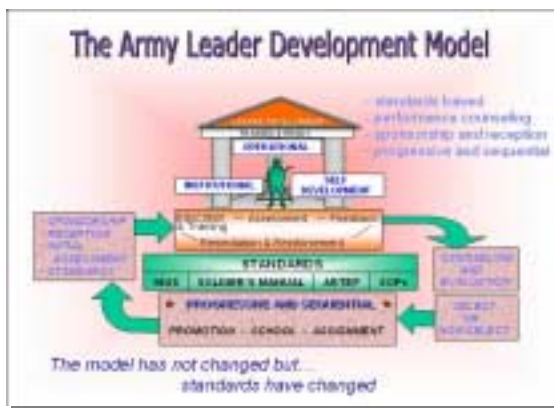 The Army Leader Development Model
- standards based
- performance counseling
- sponsorship and reception
- progressive and sequential
OPERATIONAL
INSTITUTIONAL
SELF
DEVELOPMENT
Assessment
Feedback
& Training
STANDARDS
SOLDIER'S MANUAL
ARTEP
SOPs
SPONSORSHIP
RECEPTION
INITIAL
ASSESSMENT
STANDARDS
COUNSELING
AND
EVALUATION
SELECT
OR
NON-SELECT
PROGRESSIVE AND SEQUENTIAL
PROMOTION - SCHOOL - ASSIGNMENT
The model has not changed but...
standards have changed